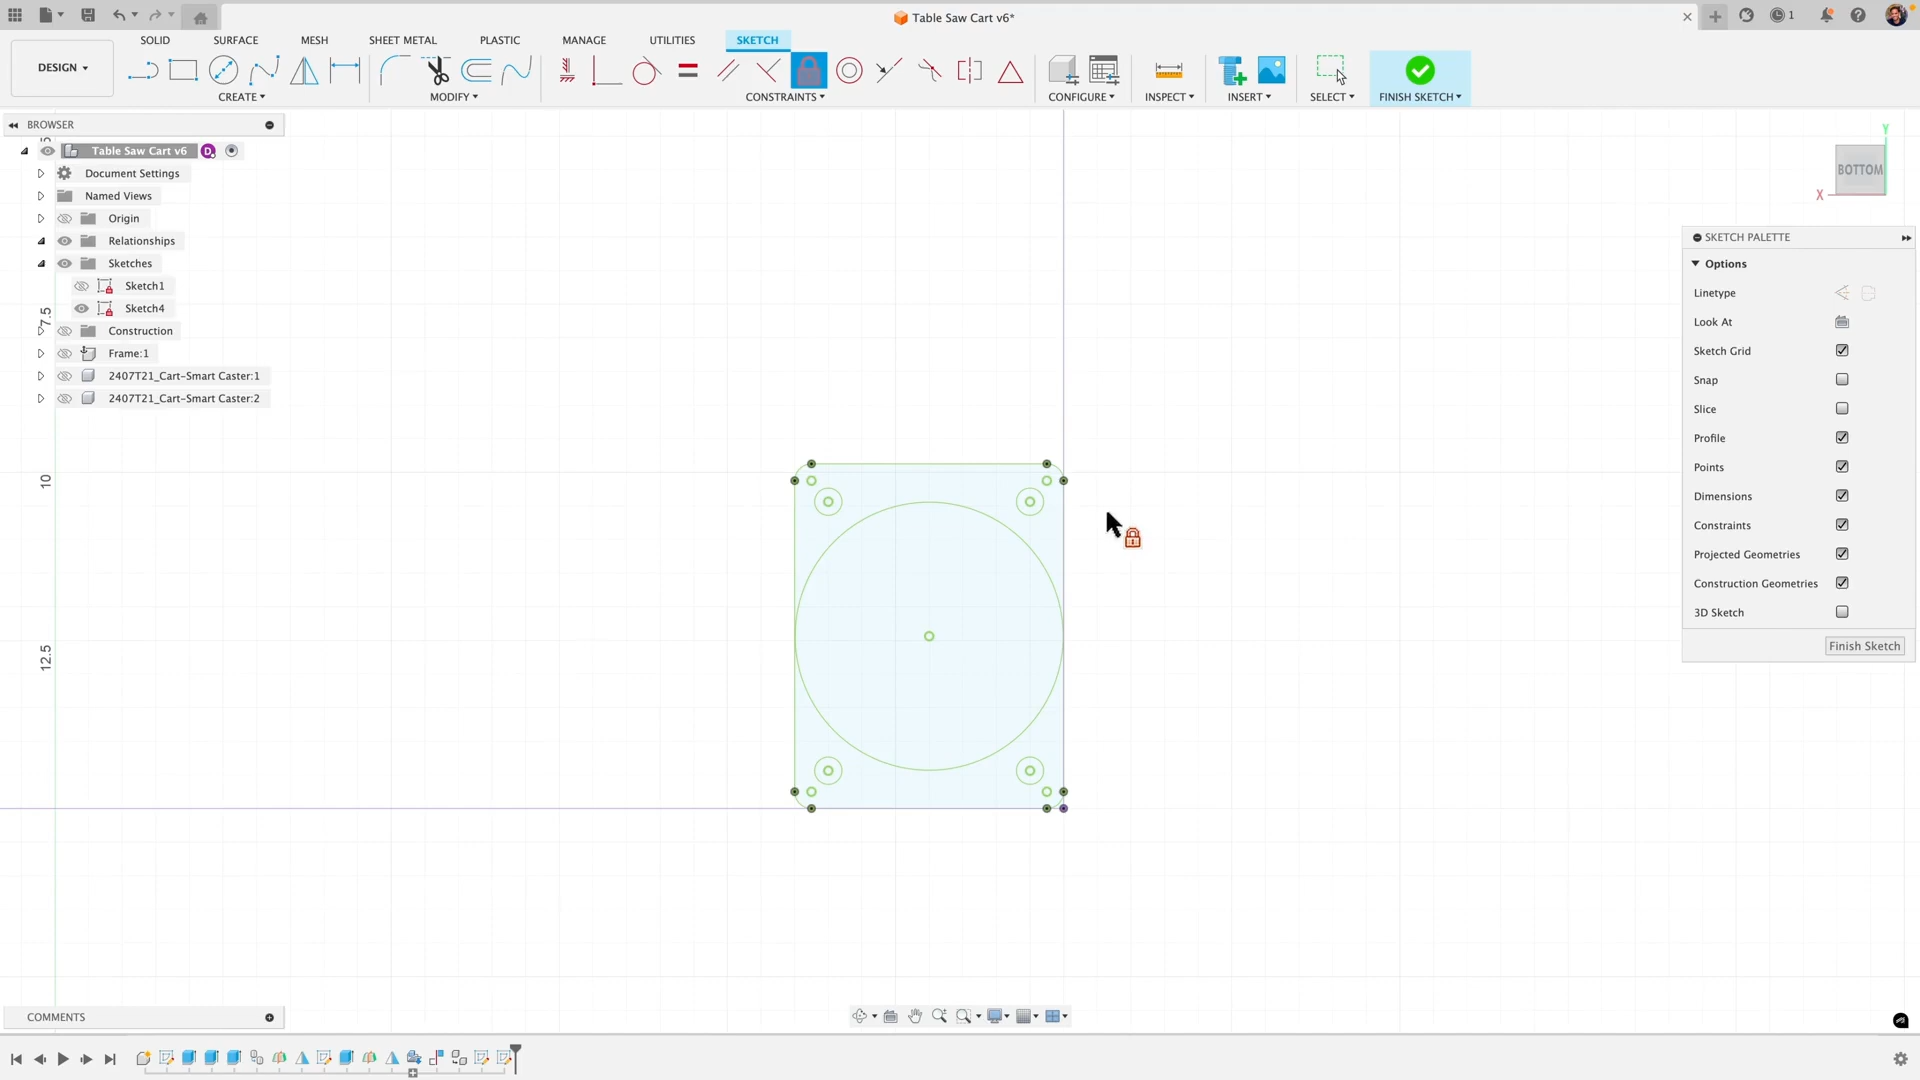 Table Saw Cart v6*
1
DESIGN
SOLID SURFACE MESH SHEET METAL PLASTIC MANAGE UTILITIES SKETCH
CREATE MODIFY CONSTRAINTS CONFIGURE INSPECT INSERT SELECT FINISH SKETCH
BROWSER
Table Saw Cart v6
D
Document Settings
Named Views
Origin
Relationships
Sketches
Sketch1
Sketch4
Construction
Frame:1
2407T21_Cart-Smart Caster:1
2407T21_Cart-Smart Caster:2
7.5
10
12.5
Y
BOTTOM
X
SKETCH PALETTE
Options
Linetype
Look At
Sketch Grid
Snap
Slice
Profile
Points
Dimensions
Constraints
Projected Geometries
Construction Geometries
3D Sketch
Finish Sketch
COMMENTS